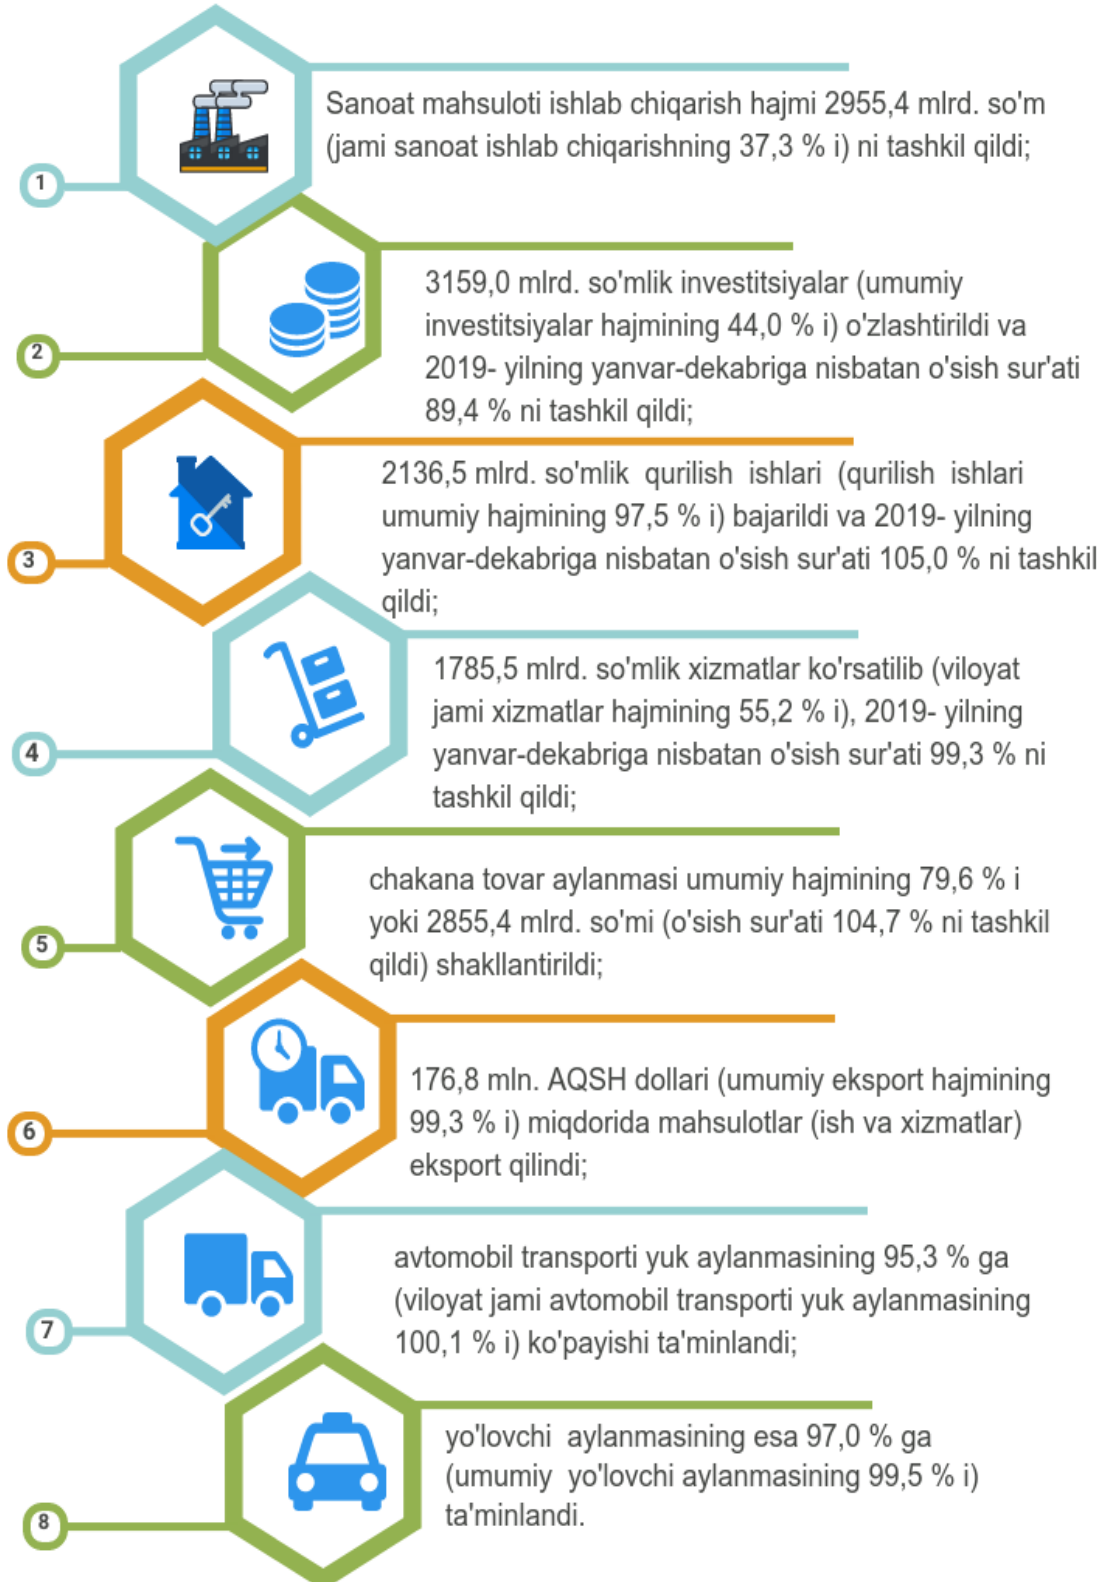 1
Sanoat mahsuloti ishlab chiqarish hajmi 2955,4 mlrd. so'm
(jami sanoat ishlab chiqarishning 37,3 % i) ni tashkil qildi;
2
3159,0 mlrd. so'mlik investitsiyalar (umumiy
investitsiyalar hajmining 44,0 % i) o'zlashtirildi va
2019- yilning yanvar-dekabriga nisbatan o'sish sur'ati
89,4 % ni tashkil qildi;
3
2136,5 mlrd. so'mlik qurilish ishlari (qurilish ishlari
umumiy hajmining 97,5 % i) bajarildi va 2019- yilning
yanvar-dekabriga nisbatan o'sish sur'ati 105,0 % ni tashkil
qildi;
4
1785,5 mlrd. so'mlik xizmatlar ko'rsatilib (viloyat
jami xizmatlar hajmining 55,2 % i), 2019- yilning
yanvar-dekabriga nisbatan o'sish sur'ati 99,3 % ni
tashkil qildi;
5
chakana tovar aylanmasi umumiy hajmining 79,6 % i
yoki 2855,4 mlrd. so'mi (o'sish sur'ati 104,7 % ni tashkil
qildi) shakllantirildi;
6
176,8 mln. AQSH dollari (umumiy eksport hajmining
99,3 % i) miqdorida mahsulotlar (ish va xizmatlar)
eksport qilindi;
7
avtomobil transporti yuk aylanmasining 95,3 % ga
(viloyat jami avtomobil transporti yuk aylanmasining
100,1 % i) ko'payishi ta'minlandi;
8
yo'lovchi aylanmasining esa 97,0 % ga
(umumiy yo'lovchi aylanmasining 99,5 % i)
ta'minlandi.